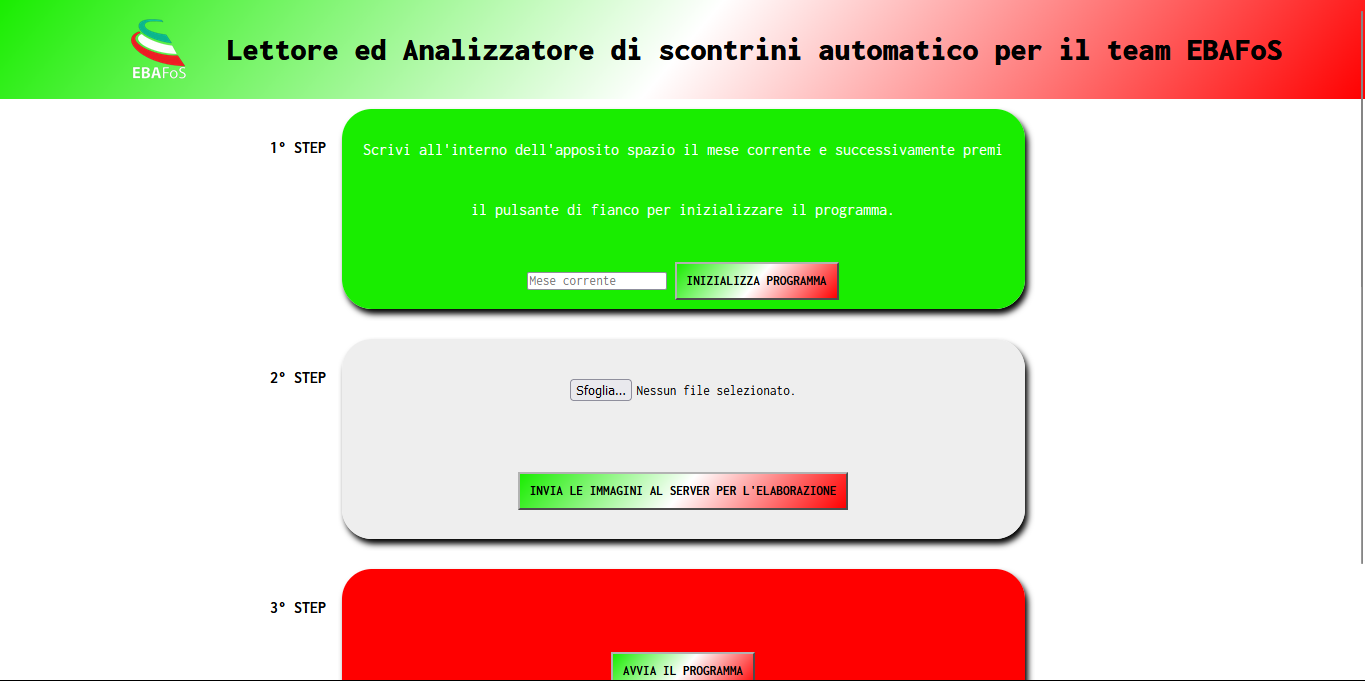 EBAFoS
Lettore ed Analizzatore di scontrini automatico per il team EBAFoS
1° STEP
Scrivi all'interno dell'apposito spazio il mese corrente e successivamente premi
il pulsante di fianco per inizializzare il programma.
Mese corrente
INIZIALIZZA PROGRAMMA
2° STEP
Sfoglia... Nessun file selezionato.
INVIA LE IMMAGINI AL SERVER PER L'ELABORAZIONE
3° STEP
AVVIA IL PROGRAMMA